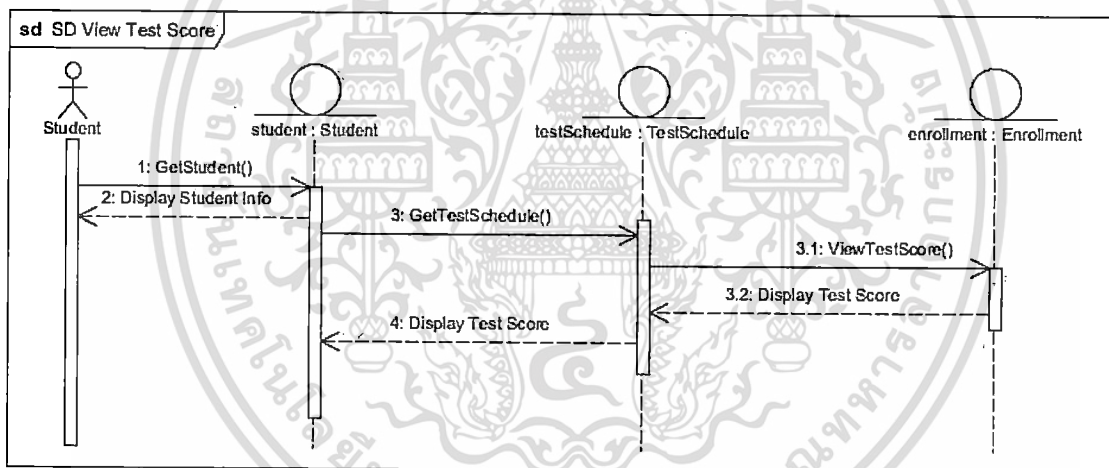 sd SD View Test Score
Student
student : Student
testSchedule : TestSchedule
enrollment : Enrollment
1: GetStudent()
2: Display Student Info
3: GetTestSchedule()
3.1: ViewTestScore()
3.2: Display Test Score
4: Display Test Score